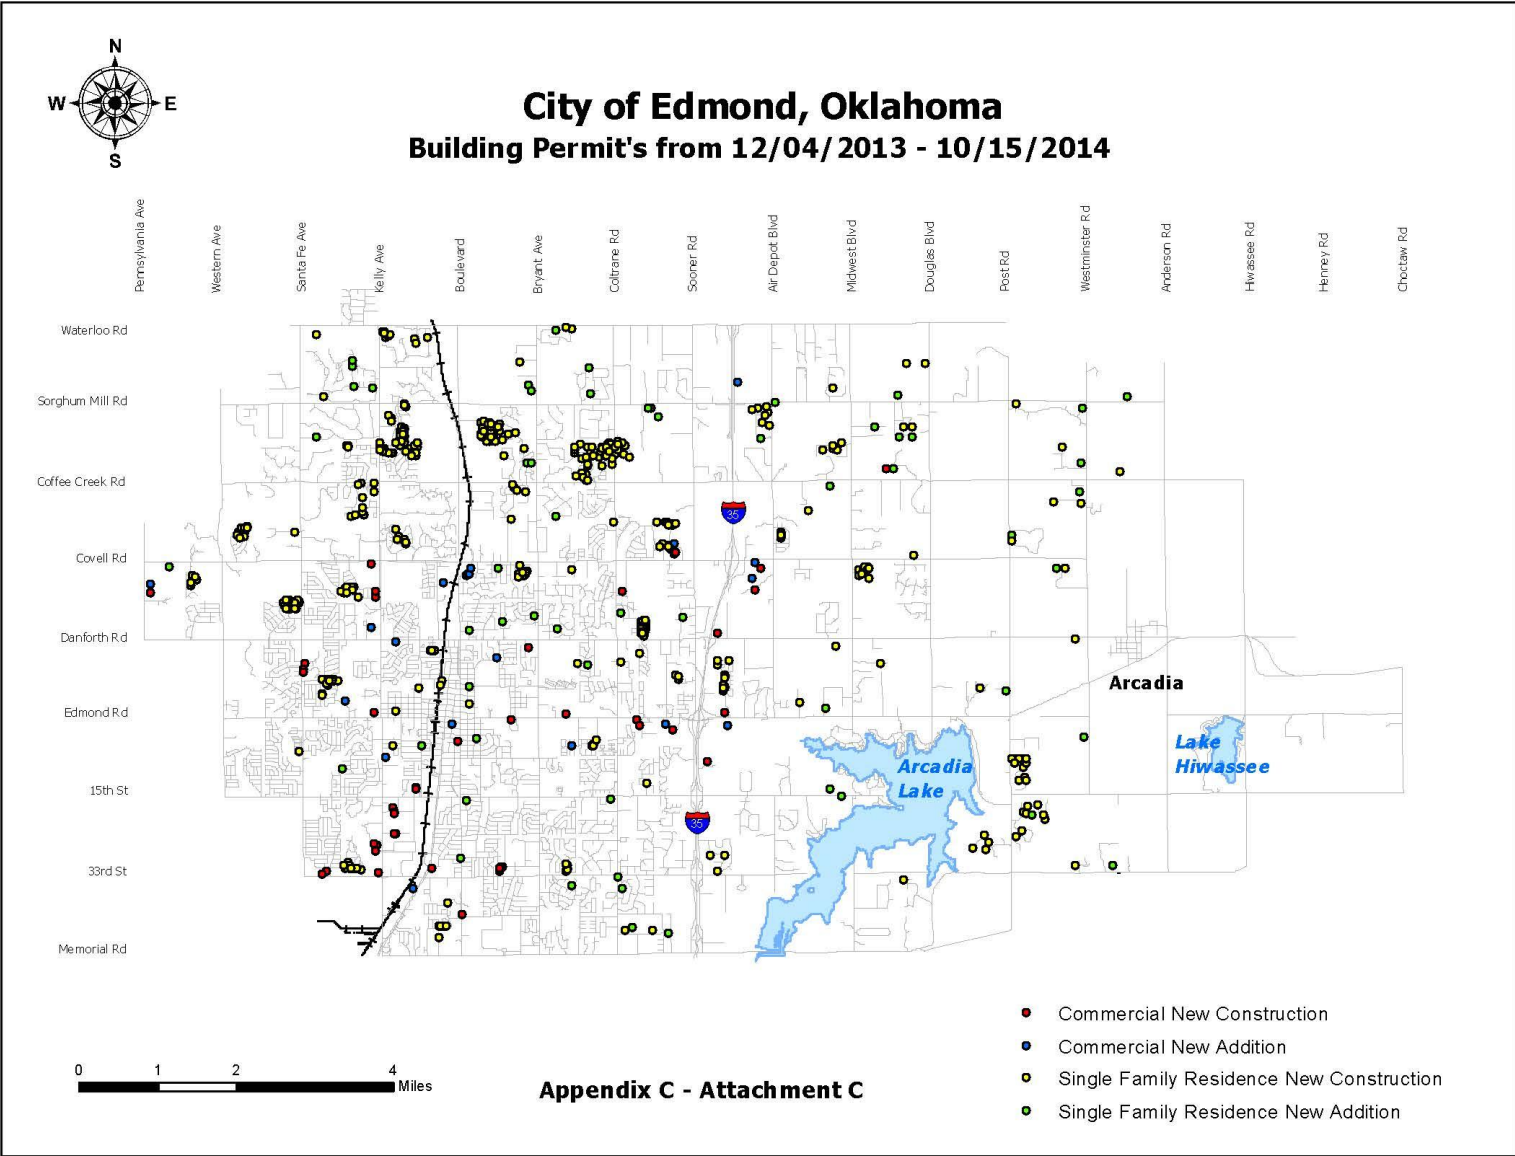 N
W E
S
City of Edmond, Oklahoma
Building Permit's from 12/04/2013 - 10/15/2014
Pennsylvania Ave
Western Ave
Santa Fe Ave
Kelly Ave
Boulevard
Bryant Ave
Coltrane Rd
Sooner Rd
Air Depot Blvd
Midwest Blvd
Douglas Blvd
Post Rd
Westminster Rd
Anderson Rd
Hiwassee Rd
Henney Rd
Choctaw Rd
Waterloo Rd
Sorghum Mill Rd
Coffee Creek Rd
35
Covell Rd
Danforth Rd
Arcadia
Edmond Rd
Lake
Hiwassee
Arcadia
Lake
15th St
35
33rd St
Memorial Rd
Commercial New Construction
Commercial New Addition
Single Family Residence New Construction
Single Family Residence New Addition
0 1 2 4
Miles
Appendix C - Attachment C